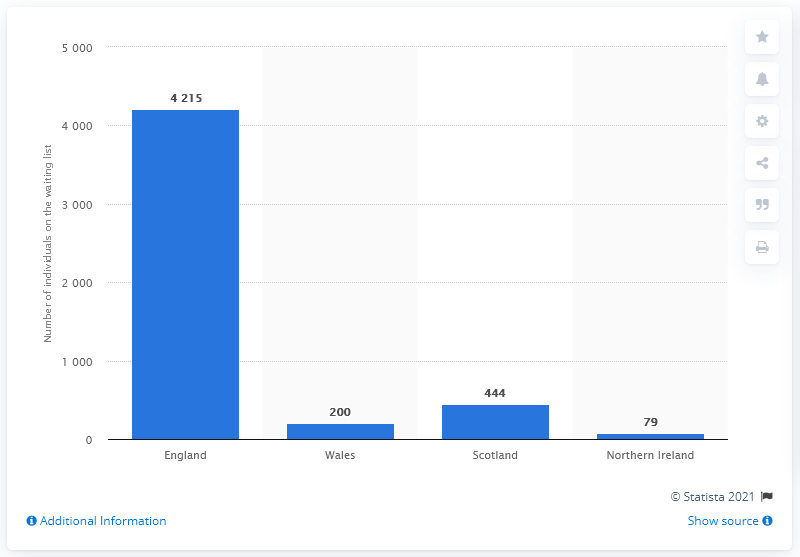 5 000
4 000
3 000
2 000
1 000
0
Number of individuals on the waiting list
4 215
200
444
79
England
Wales
Scotland
Northern Ireland
© Statista 2021
Additional Information
Show source